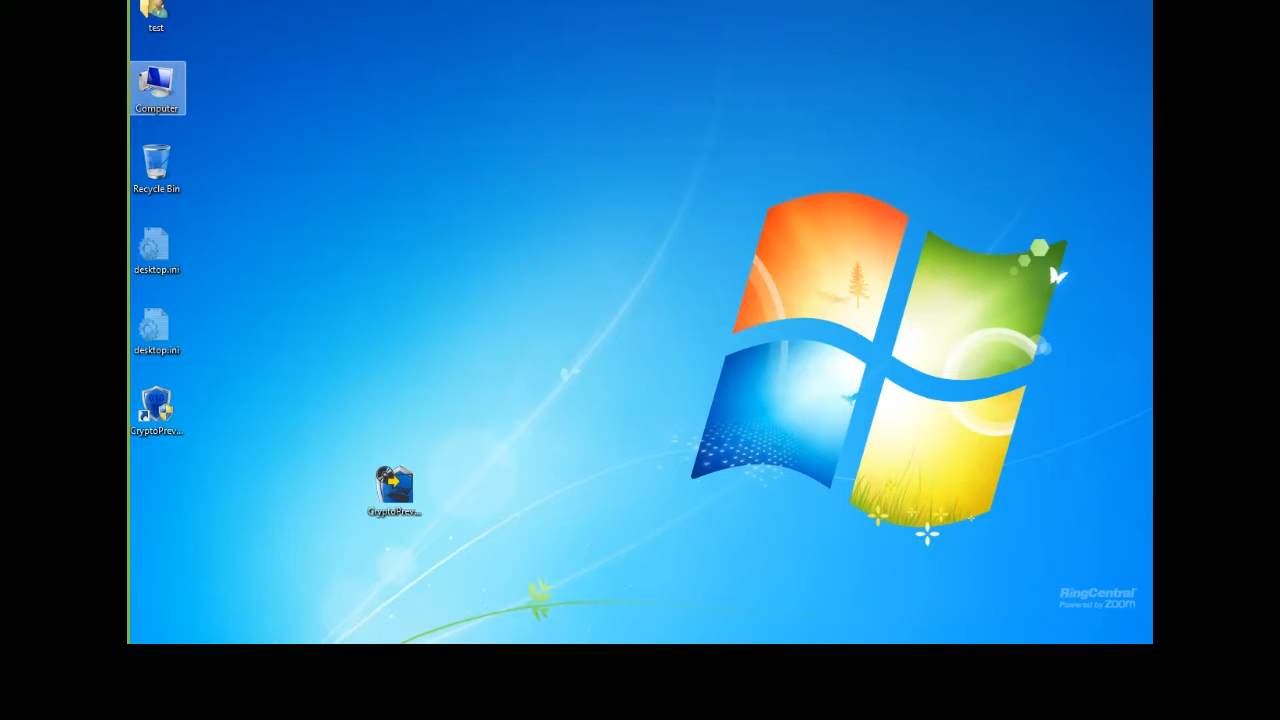 test
Computer
Recycle Bin
desktop.ini
desktop.ini
CryptoPrev...
CryptoPrev...
RingCentral
Powered by zoom